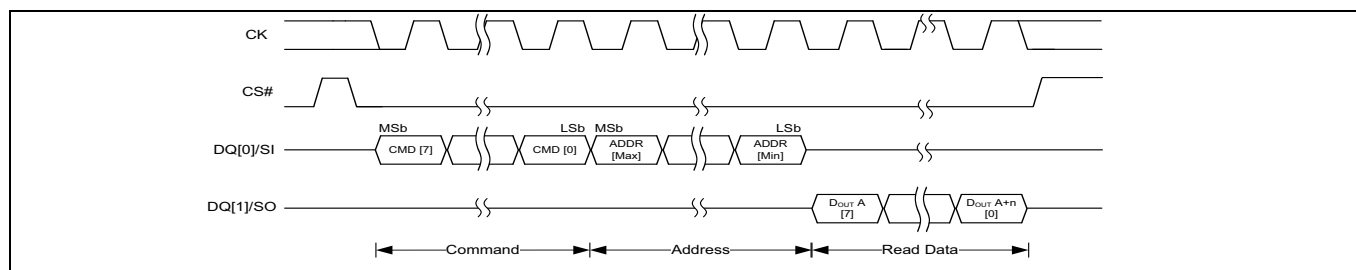 CK
CS#
MSb LSb MSb LSb
DQ[0]/SI CMD [7] CMD [0] ADDR [Max] ADDR [Min]
DQ[1]/SO DOUT A [7] DOUT A+n [0]
Command Address Read Data